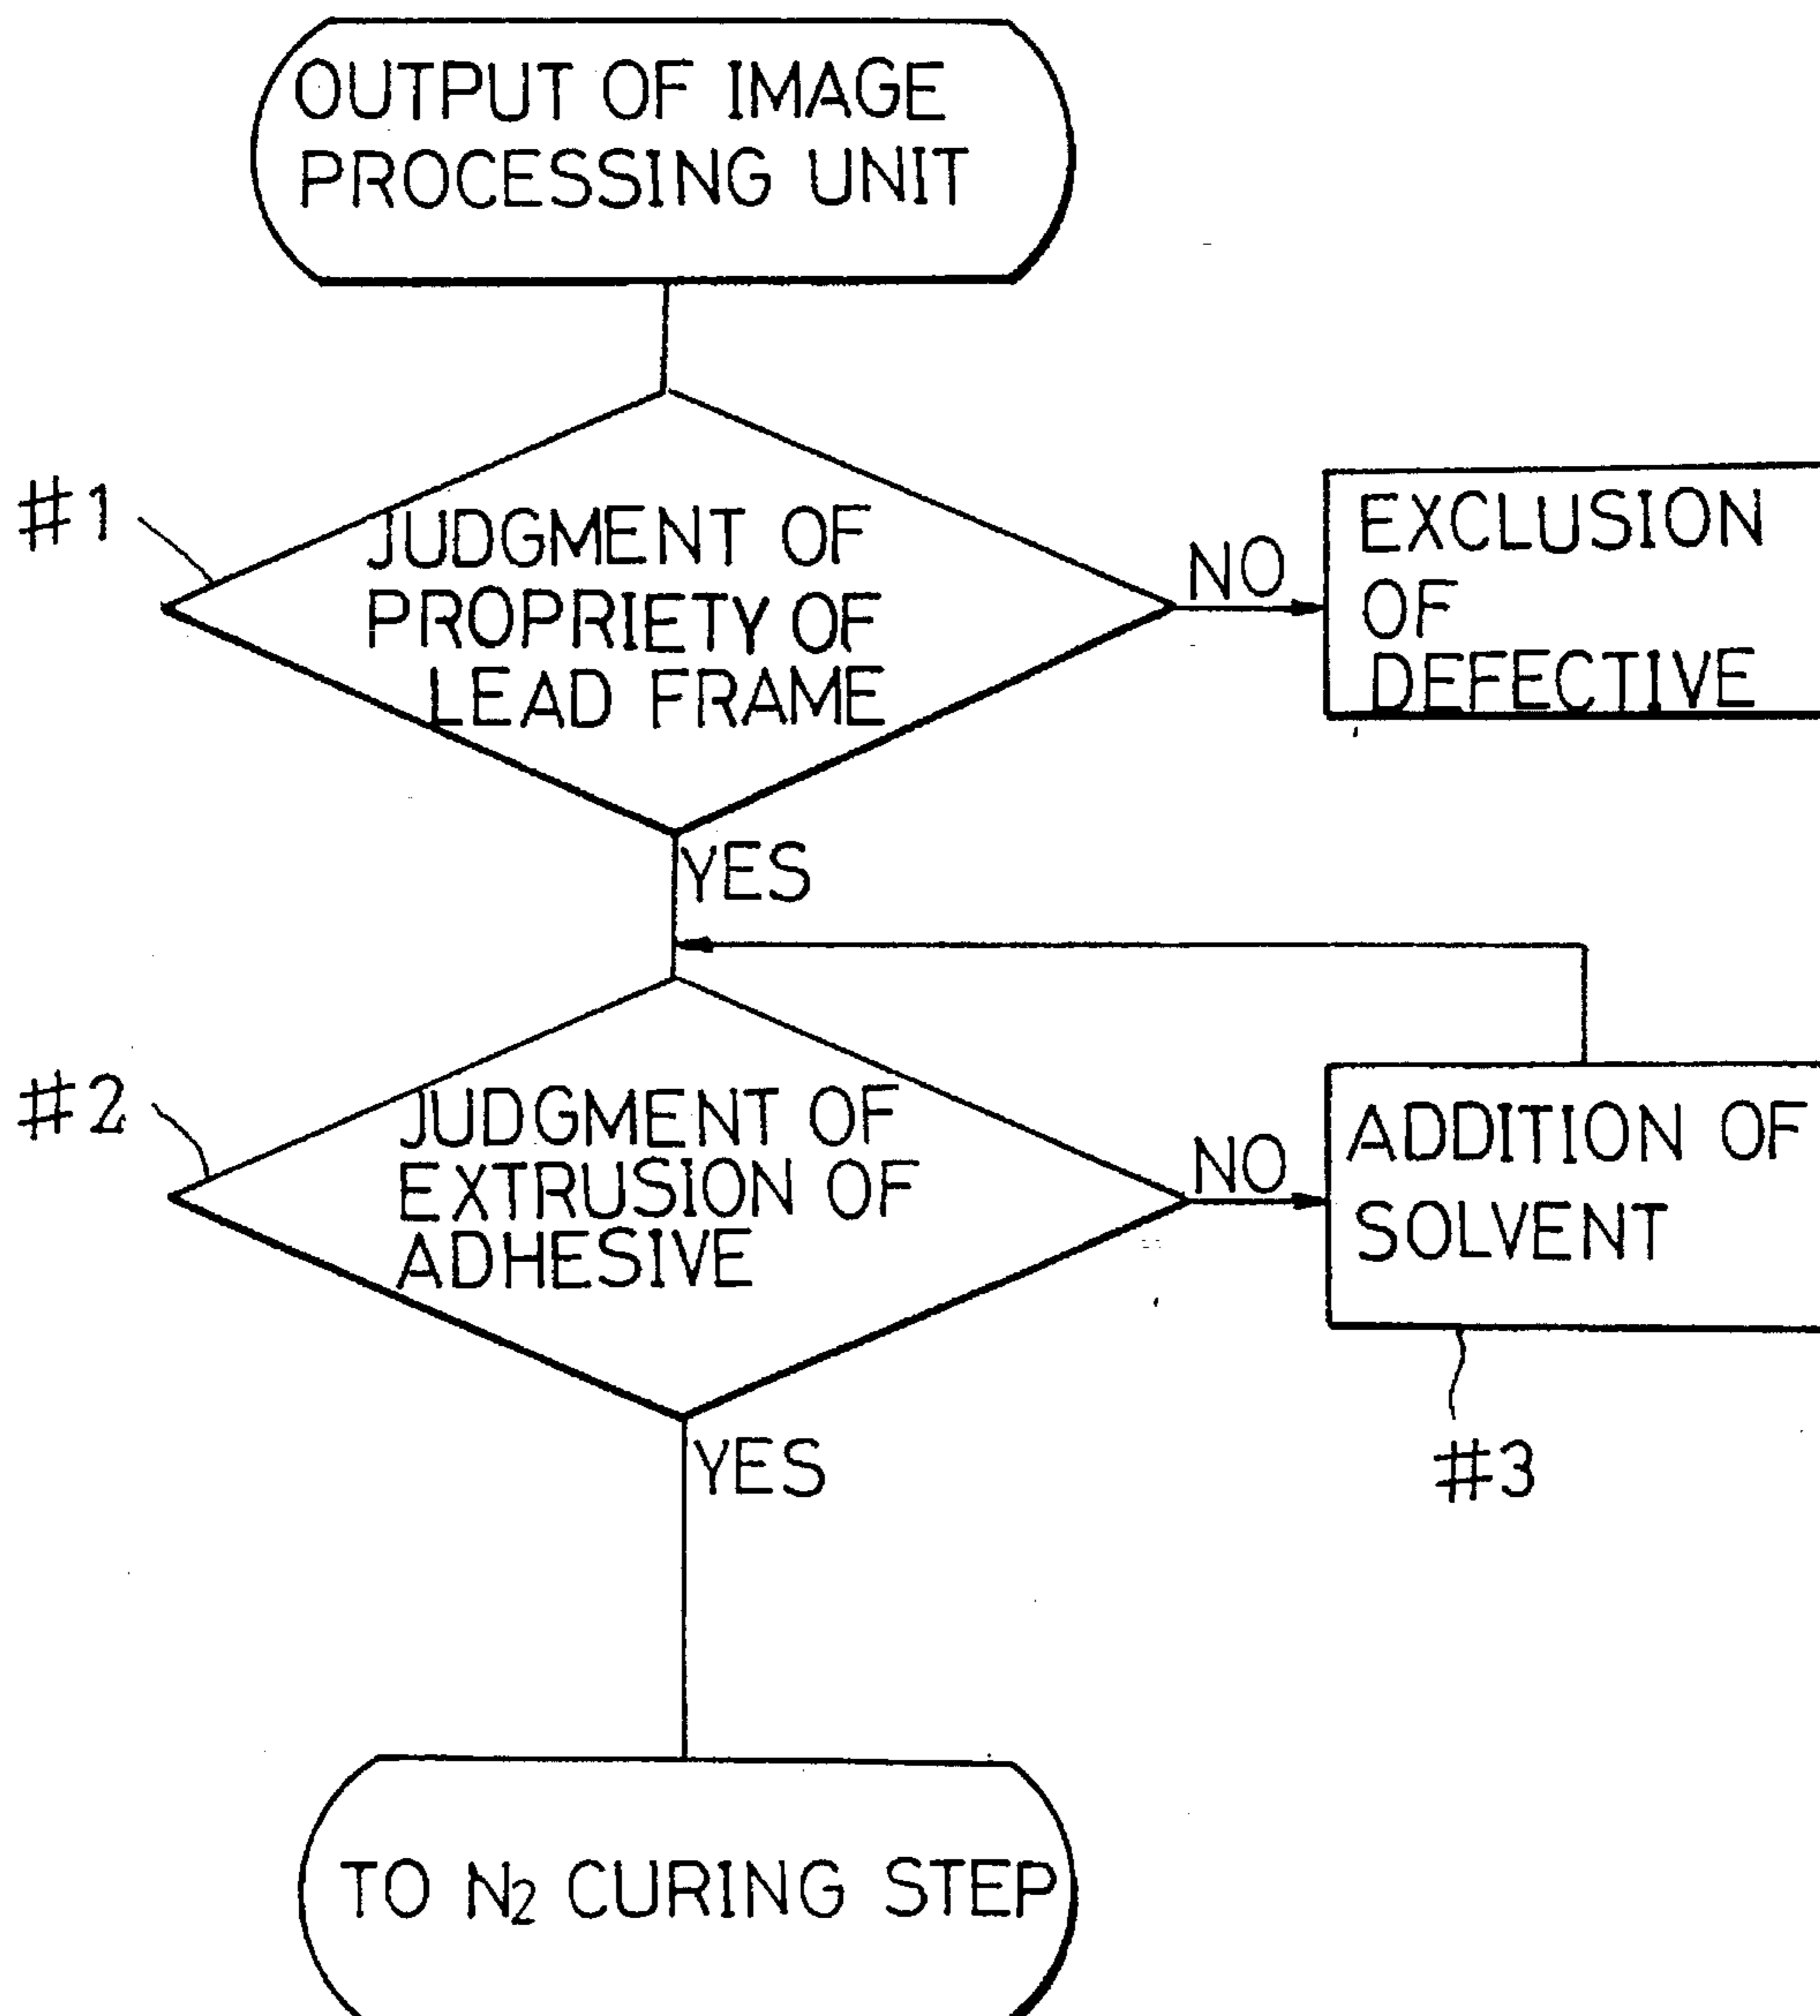 OUTPUT OF IMAGE
PROCESSING UNIT
#1
JUDGMENT OF
PROPRIETY OF
LEAD FRAME
NO
EXCLUSION
OF
DEFECTIVE
YES
#2
JUDGMENT OF
EXTRUSION OF
ADHESIVE
NO
ADDITION OF
SOLVENT
YES
#3
TO N₂ CURING STEP